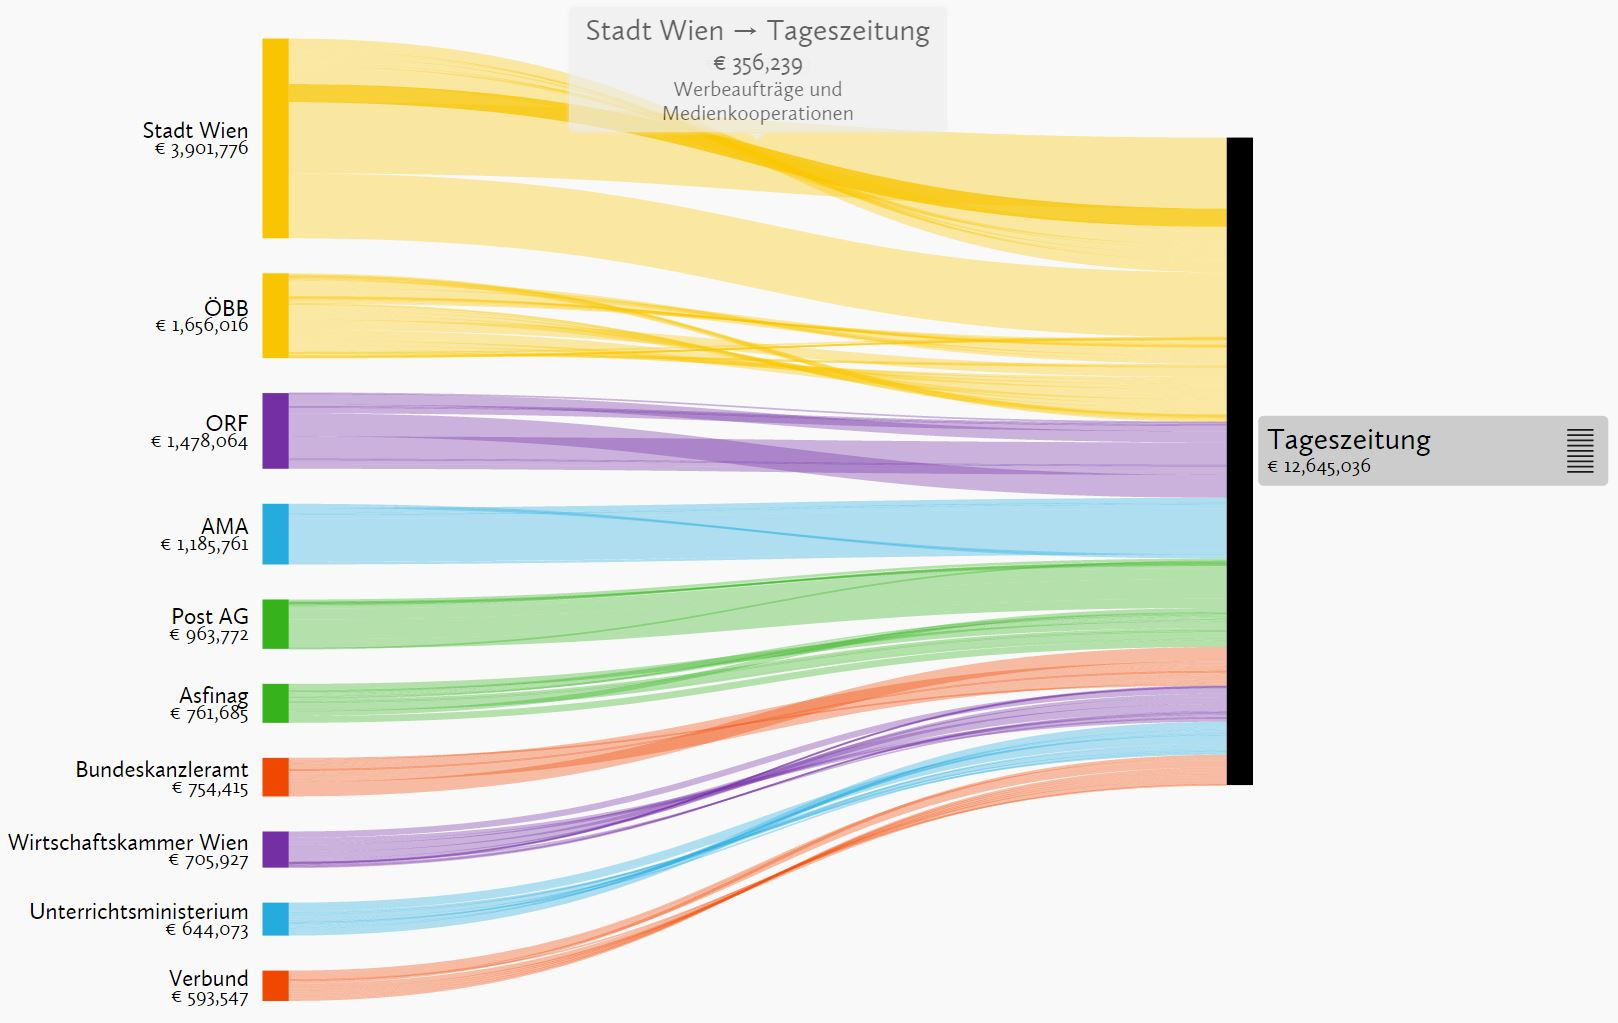 Stadt Wien → Tageszeitung
€ 356,239
Werbeaufträge und
Medienkooperationen
Stadt Wien
€ 3,901,776
ÖBB
€ 1,656,016
ORF
€ 1,478,064
Tageszeitung
€ 12,645,036
AMA
€ 1,185,761
Post AG
€ 963,772
Asfinag
€ 761,685
Bundeskanzleramt
€ 754,415
Wirtschaftskammer Wien
€ 705,927
Unterrichtsministerium
€ 644,073
Verbund
€ 593,547